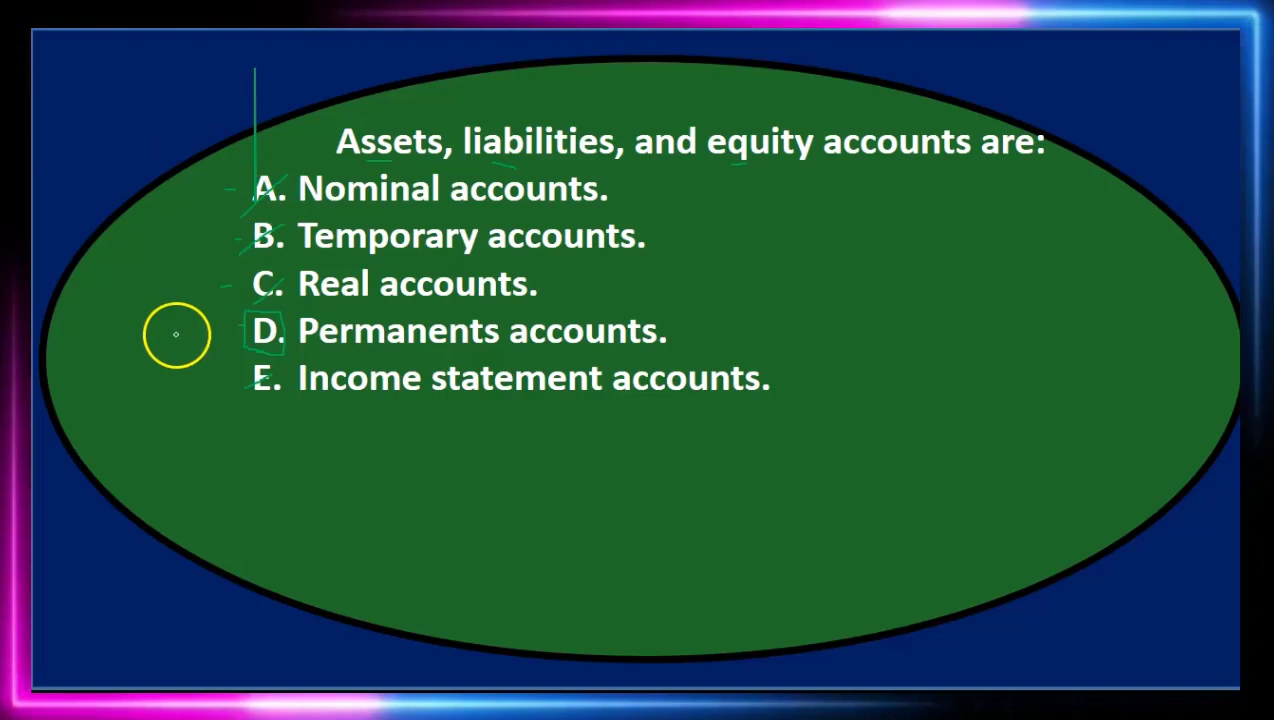 Assets, liabilities, and equity accounts are:
A. Nominal accounts.
B. Temporary accounts.
C. Real accounts.
D. Permanents accounts.
E. Income statement accounts.